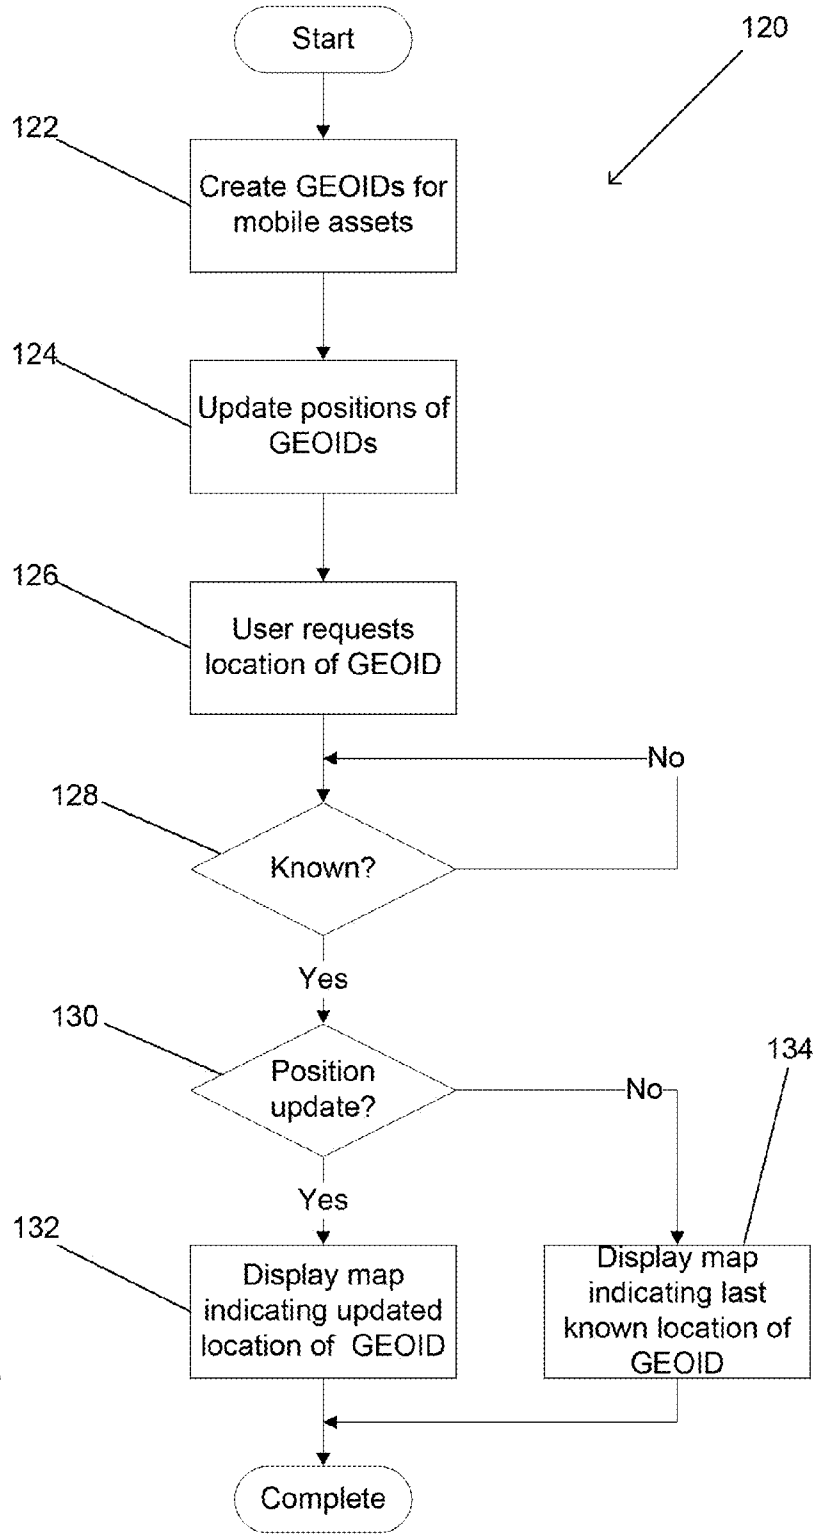 Start
120
122
Create GEOIDs for
mobile assets
124
Update positions of
GEOIDs
126
User requests
location of GEOID
No
128
Known?
Yes
130
Position
update?
No
134
Yes
132
Display map
indicating updated
location of GEOID
Display map
indicating last
known location of
GEOID
Complete